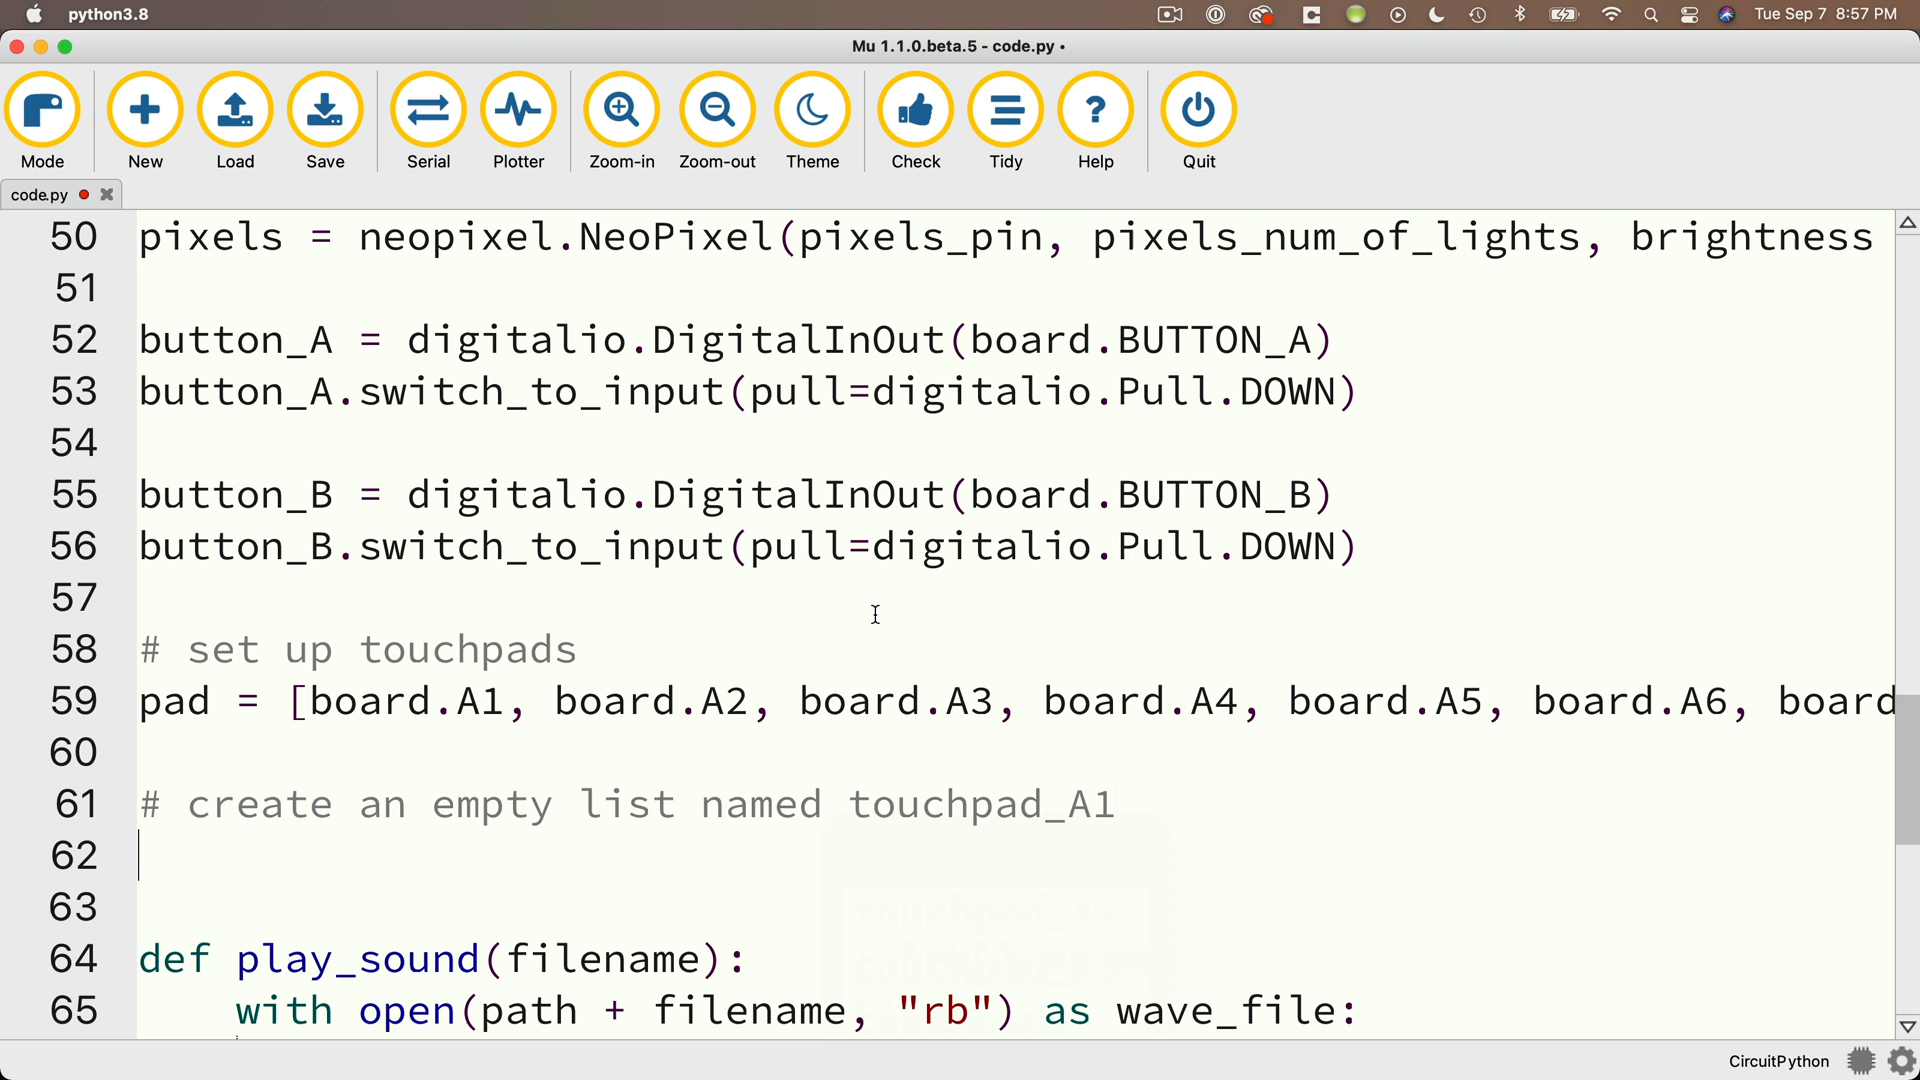 python3.8
Tue Sep 7 8:57 PM
Mu 1.1.0.beta.5 - code.py •
Mode New Load Save Serial Plotter Zoom-in Zoom-out Theme Check Tidy Help Quit
code.py
50 pixels = neopixel.NeoPixel(pixels_pin, pixels_num_of_lights, brightness
51
52 button_A = digitalio.DigitalInOut(board.BUTTON_A)
53 button_A.switch_to_input(pull=digitalio.Pull.DOWN)
54
55 button_B = digitalio.DigitalInOut(board.BUTTON_B)
56 button_B.switch_to_input(pull=digitalio.Pull.DOWN)
57
58 # set up touchpads
59 pad = [board.A1, board.A2, board.A3, board.A4, board.A5, board.A6, board
60
61 # create an empty list named touchpad_A1
62
63
64 def play_sound(filename):
65 with open(path + filename, "rb") as wave_file:
CircuitPython